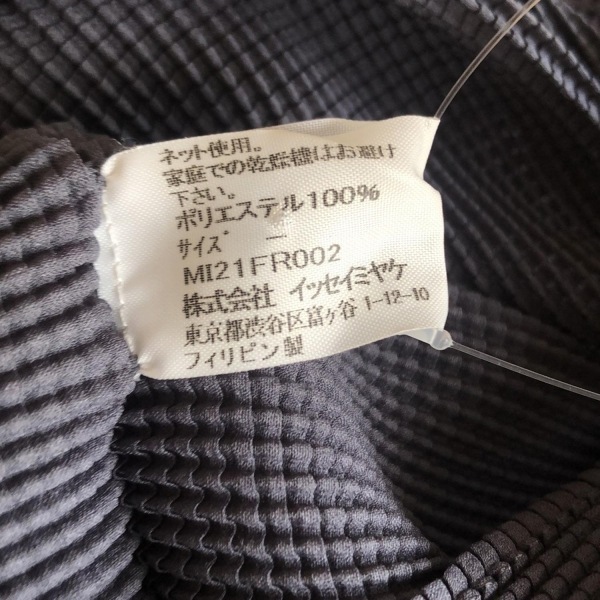 ネット使用。
家庭での乾燥機はお避け
下さい。
ポリエステル100%
サイズ ー
MI21FR002
株式会社 イッセイミヤケ
東京都渋谷区富ヶ谷 1-12-10
フィリピン製